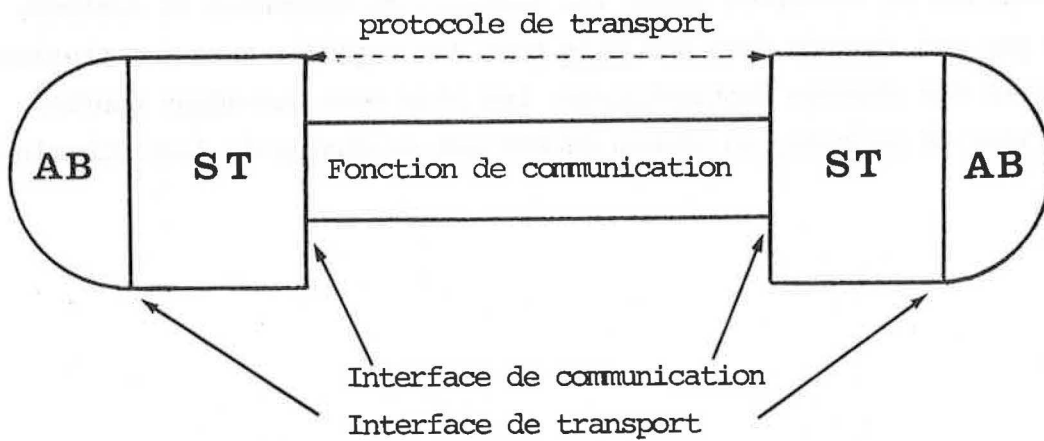 protocole de transport
AB ST Fonction de communication ST AB
Interface de communication
Interface de transport